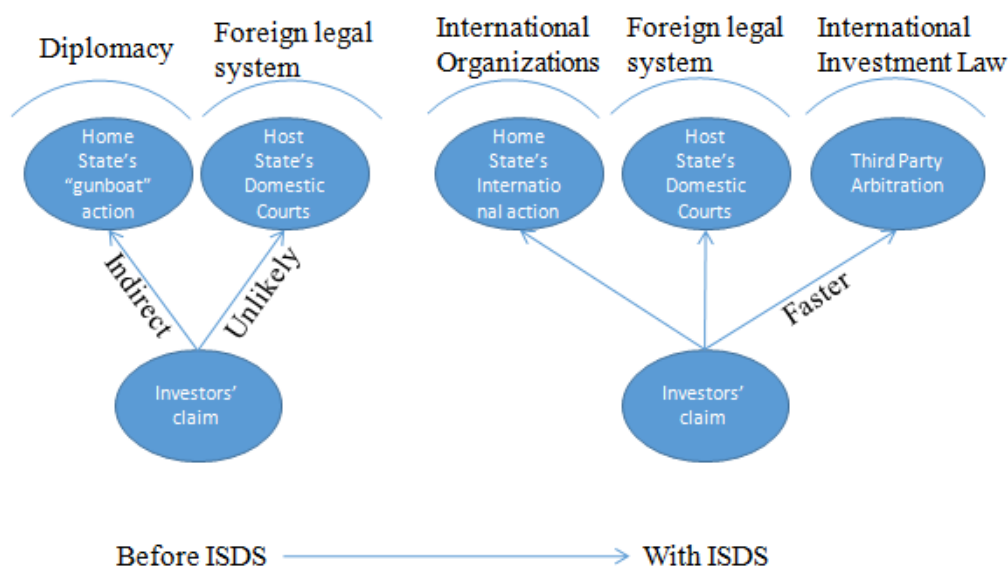 Diplomacy
Foreign legal
system
International
Organizations
Foreign legal
system
International
Investment Law
Home
State's
"gunboat"
action
Host
State's
Domestic
Courts
Home
State's
Internatio
nal action
Host
State's
Domestic
Courts
Third Party
Arbitration
Indirect
Unlikely
Faster
Investors'
claim
Investors'
claim
Before ISDS
With ISDS